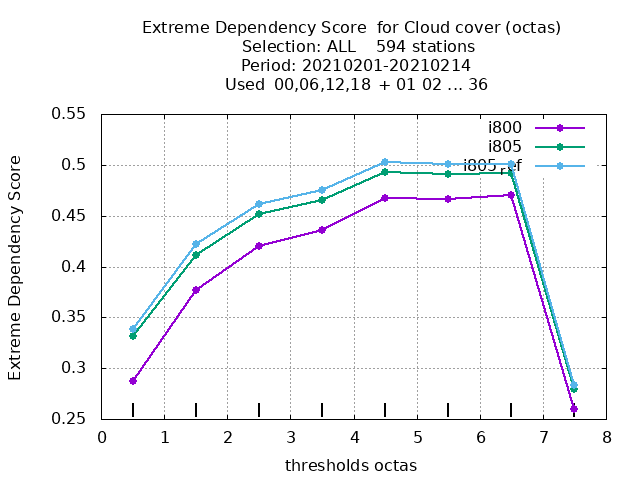 Extreme Dependency Score for Cloud cover (octas)
Selection: ALL 594 stations
Period: 20210201-20210214
Used 00,06,12,18 + 01 02 ... 36
0.55
i800
i805
0.5
i805_ref
0.45
0.4
0.35
0.3
0.25
Extreme Dependency Score
0 1 2 3 4 5 6 7 8
thresholds octas